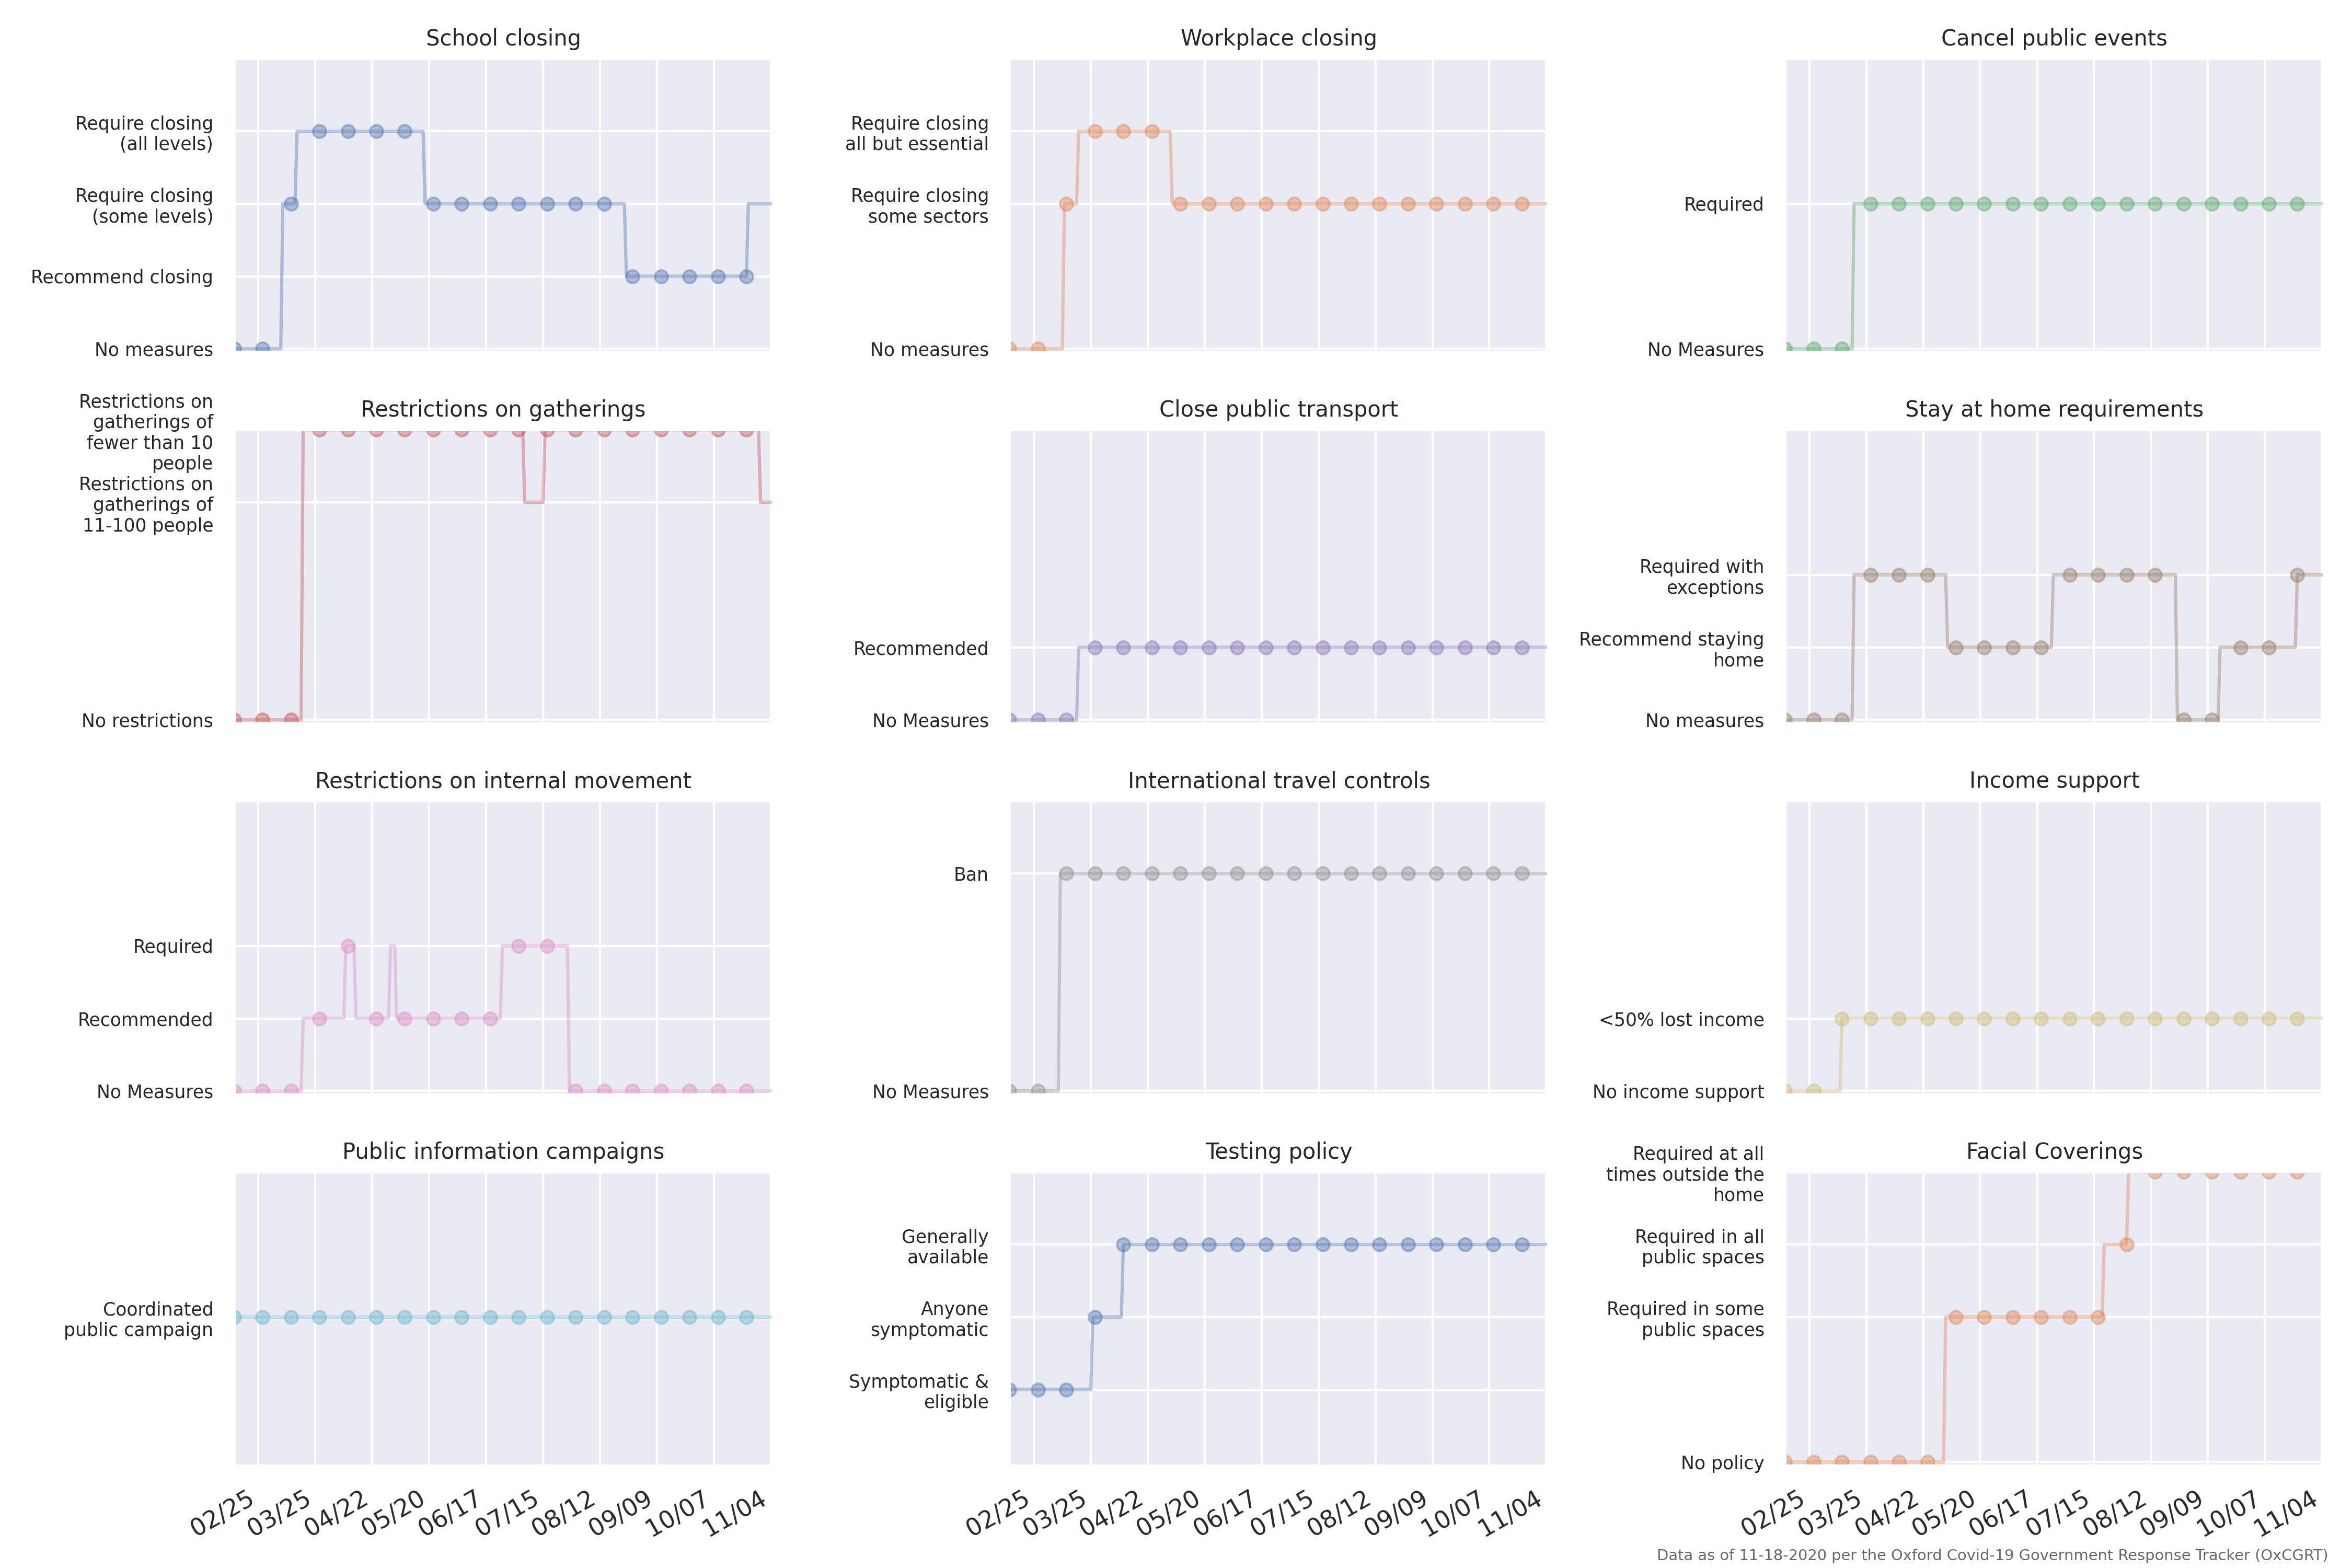 School closing
Require closing
(all levels)
Require closing
(some levels)
Recommend closing
No measures
Workplace closing
Require closing
all but essential
Require closing
some sectors
No measures
Cancel public events
Required
No Measures
Restrictions on gatherings
Restrictions on
gatherings of
fewer than 10
people
Restrictions on
gatherings of
11-100 people
No restrictions
Close public transport
Recommended
No Measures
Stay at home requirements
Required with
exceptions
Recommend staying
home
No measures
Restrictions on internal movement
Required
Recommended
No Measures
International travel controls
Ban
No Measures
Income support
<50% lost income
No income support
Public information campaigns
Coordinated
public campaign
02/25 03/25 04/22 05/20 06/17 07/15 08/12 09/09 10/07 11/04
Testing policy
Generally
available
Anyone
symptomatic
Symptomatic &
eligible
02/25 03/25 04/22 05/20 06/17 07/15 08/12 09/09 10/07 11/04
Facial Coverings
Required at all
times outside the
home
Required in all
public spaces
Required in some
public spaces
No policy
02/25 03/25 04/22 05/20 06/17 07/15 08/12 09/09 10/07 11/04
Data as of 11-18-2020 per the Oxford Covid-19 Government Response Tracker (OxCGRT)